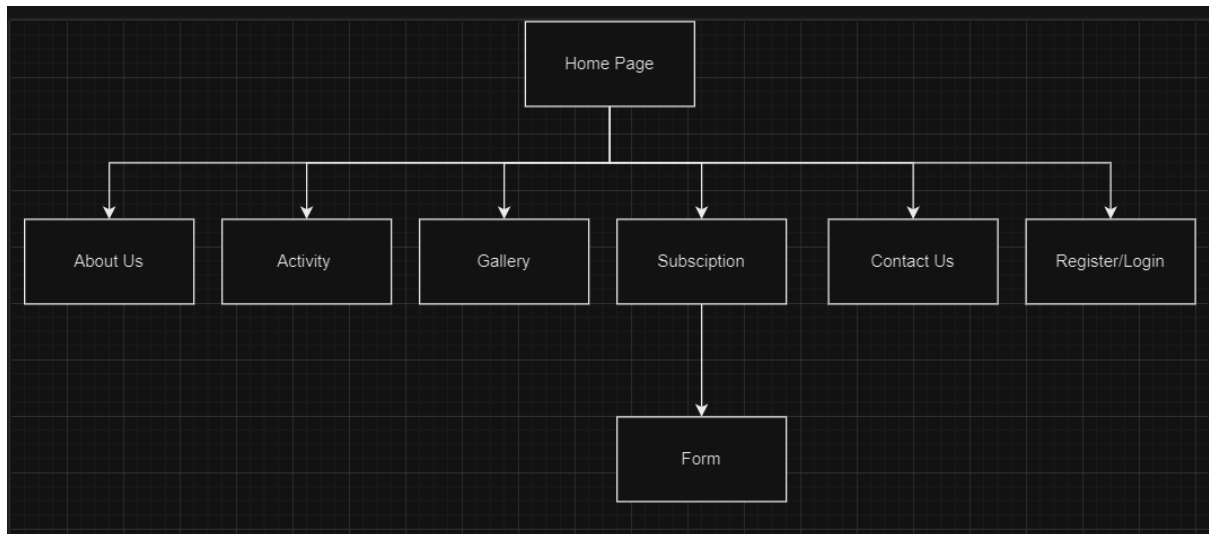 Home Page
About Us
Activity
Gallery
Subsciption
Contact Us
Register/Login
Form